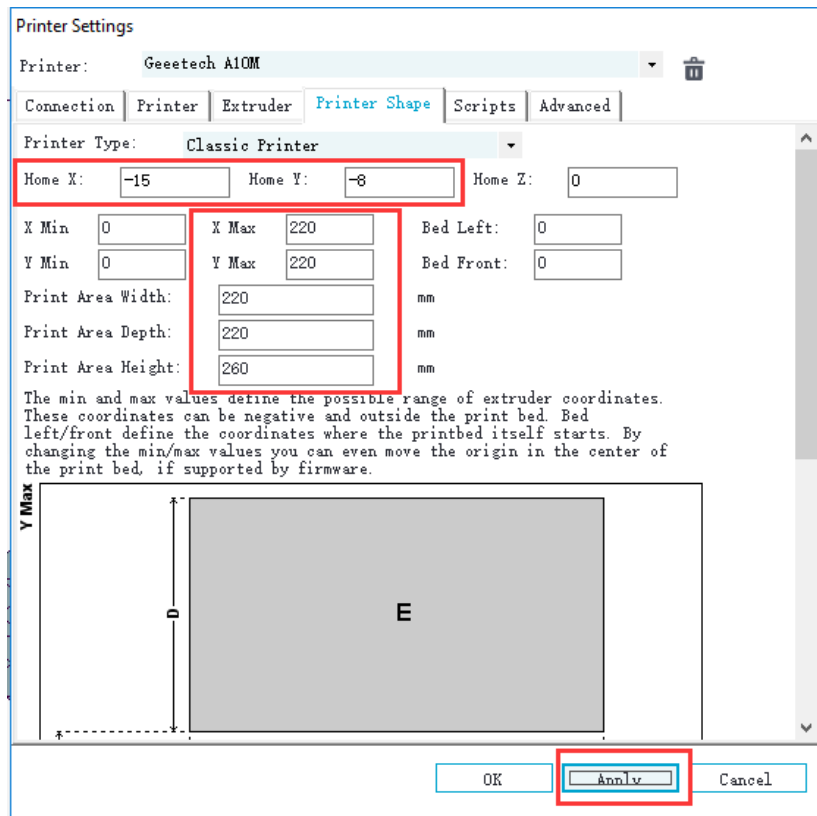 Printer Settings
Printer: Geeetech A10M
Connection Printer Extruder Printer Shape Scripts Advanced
Printer Type: Classic Printer
Home X: -15 Home Y: -8 Home Z: 0
X Min 0 X Max 220 Bed Left: 0
Y Min 0 Y Max 220 Bed Front: 0
Print Area Width: 220 mm
Print Area Depth: 220 mm
Print Area Height: 260 mm
The min and max values define the possible range of extruder coordinates.
These coordinates can be negative and outside the print bed. Bed
left/front define the coordinates where the printbed itself starts. By
changing the min/max values you can even move the origin in the center of
the print bed, if supported by firmware.
Y Max
D
E
OK Apply Cancel